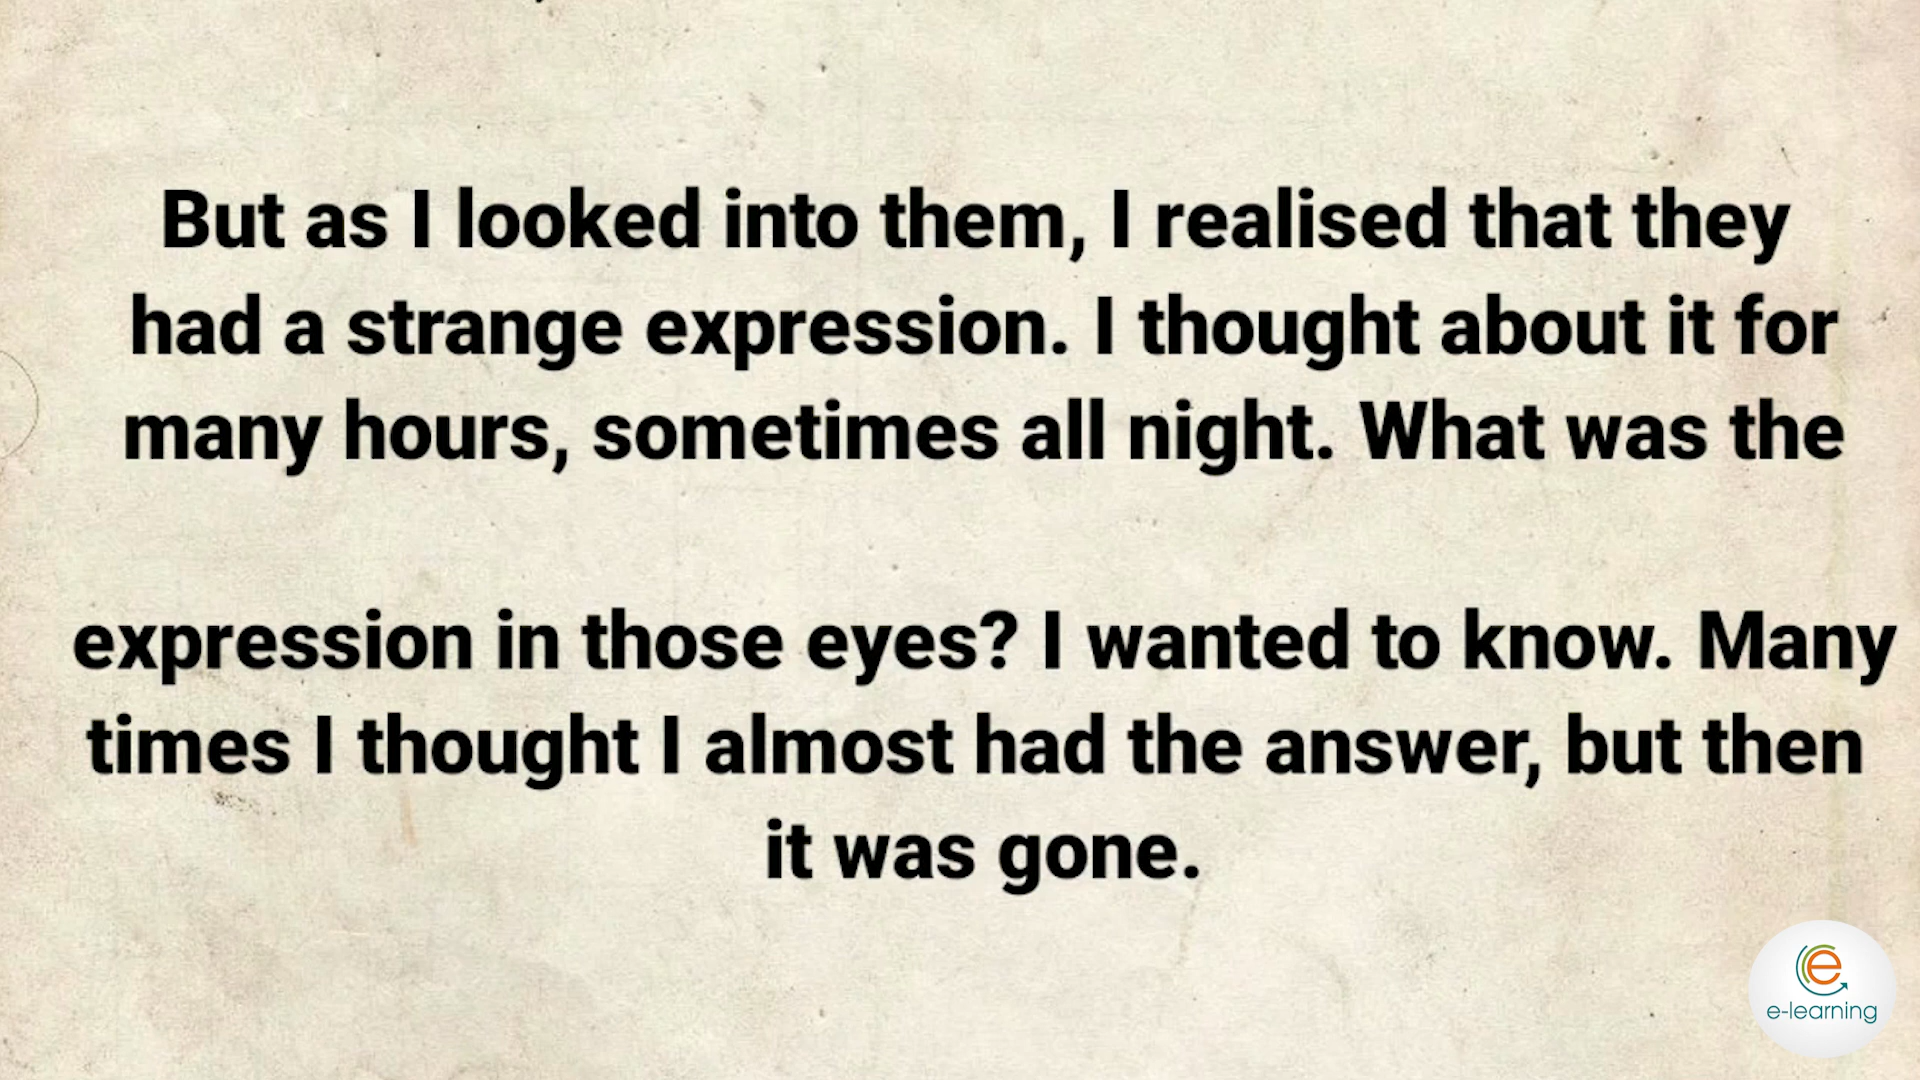 But as I looked into them, I realised that they
had a strange expression. I thought about it for
many hours, sometimes all night. What was the
expression in those eyes? I wanted to know. Many
times I thought I almost had the answer, but then
it was gone.
e
e-learning